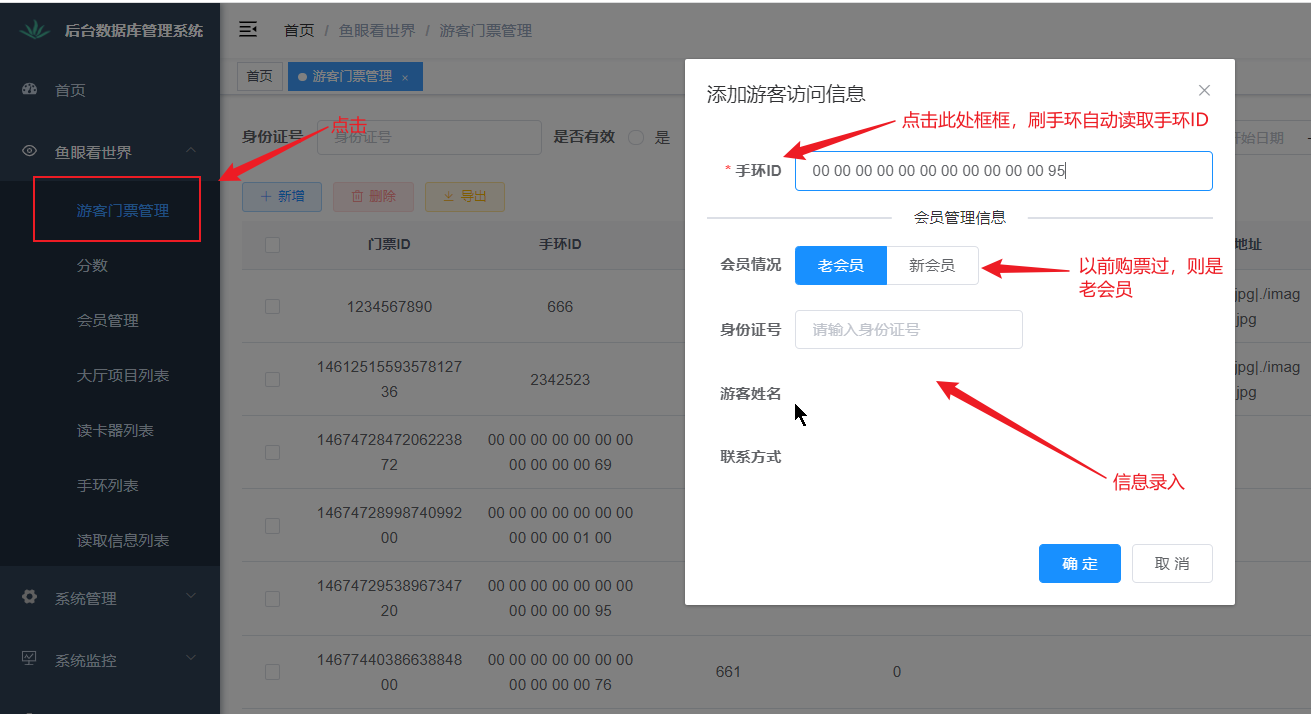 后台数据库管理系统
首页 / 鱼眼看世界 / 游客门票管理
首页
游客门票管理 ×
首页
鱼眼看世界
游客门票管理
分数
会员管理
大厅项目列表
读卡器列表
手环列表
读取信息列表
系统管理
系统监控
点击
身份证号
身份证号
是否有效
是
开始日期
-
+ 新增
删除
导出
门票ID
手环ID
地址
1234567890
666
jpg|./imag
jpg
14612515593578127
36
2342523
jpg|./imag
jpg
14674728472062238
72
00 00 00 00 00 00 00
00 00 00 00 69
14674728998740992
00
00 00 00 00 00 00 00
00 00 00 01 00
14674729538967347
20
00 00 00 00 00 00 00
00 00 00 00 95
14677440386638848
00
00 00 00 00 00 00 00
00 00 00 00 76
661
0
添加游客访问信息
点击此处框框，刷手环自动读取手环ID
* 手环ID
00 00 00 00 00 00 00 00 00 00 00 95
会员管理信息
会员情况
老会员
新会员
以前购票过，则是
老会员
身份证号
请输入身份证号
游客姓名
联系方式
信息录入
确 定
取 消